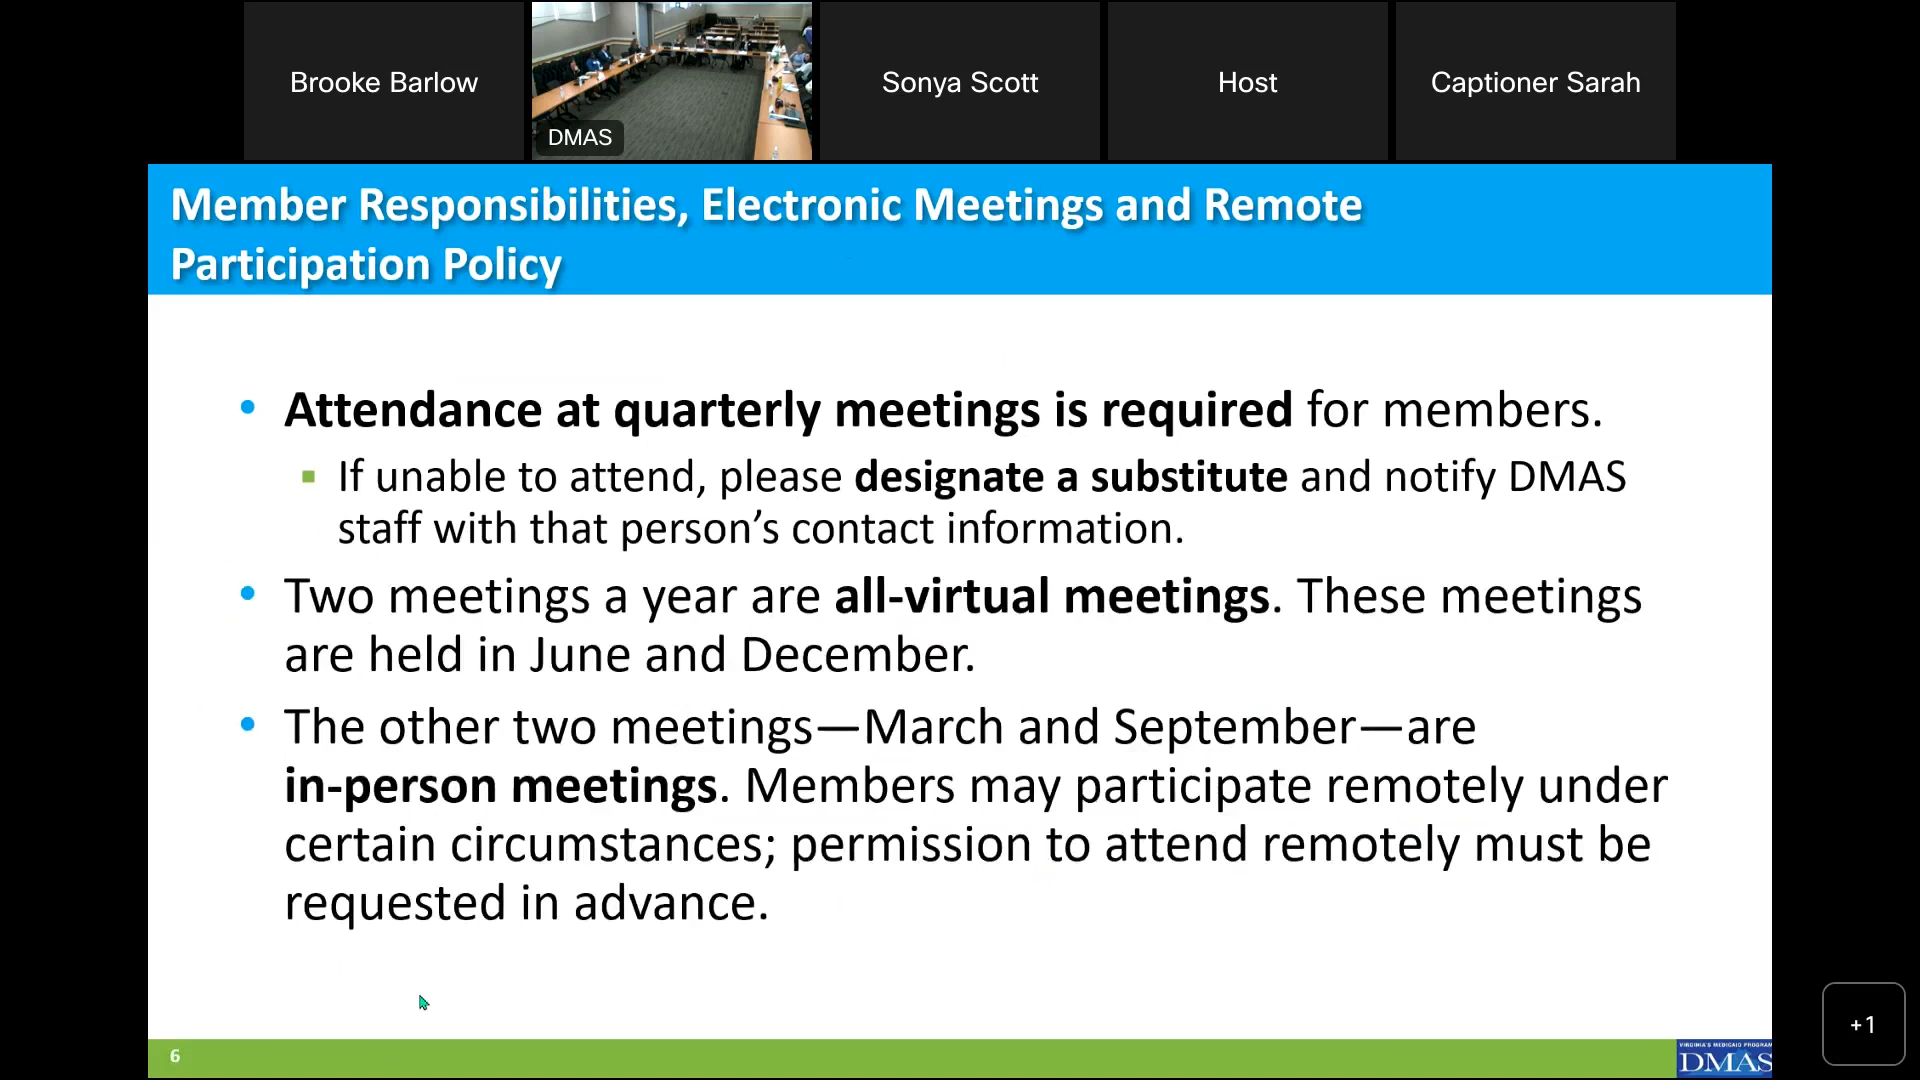 Brooke Barlow
DMAS
Sonya Scott
Host
Captioner Sarah
Member Responsibilities, Electronic Meetings and Remote
Participation Policy
• Attendance at quarterly meetings is required for members.
▪ If unable to attend, please designate a substitute and notify DMAS
staff with that person’s contact information.
• Two meetings a year are all-virtual meetings. These meetings
are held in June and December.
• The other two meetings—March and September—are
in-person meetings. Members may participate remotely under
certain circumstances; permission to attend remotely must be
requested in advance.
+1
6
VIRGINIA'S MEDICAID PROGRAM
DMAS